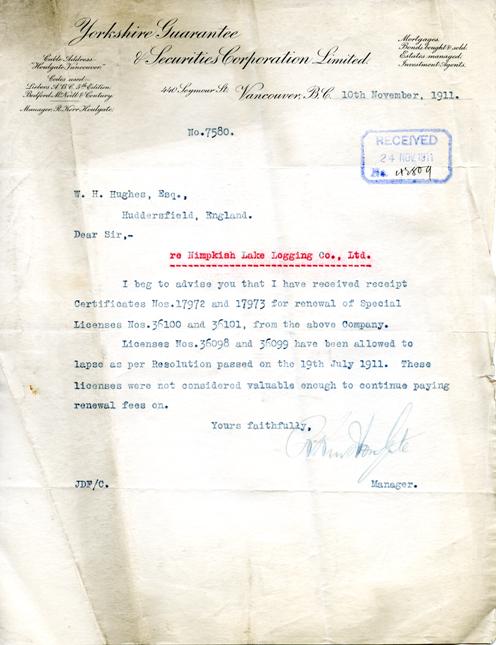 Yorkshire Guarantee
& Securities Corporation Limited.
Cable Address-
"Houlgate, Vancouver."
Codes used-
Liebers A.B.C. 5th Edition.
Bedford McNeill & Century.
Manager, R. Kerr Houlgate.
Mortgages.
Bonds bought & sold.
Estates managed.
Investment Agents.
440 Seymour St. Vancouver, B.C. 10th November, 1911.
No.7580.
RECEIVED
24 NOV 1911
No.
W. H. Hughes, Esq.,
Huddersfield, England.
Dear Sir,-
re Nimpkish Lake Logging Co., Ltd.
I beg to advise you that I have received receipt
Certificates Nos.17972 and 17973 for renewal of Special
Licenses Nos.36100 and 36101, from the above Company.
Licenses Nos.36098 and 36099 have been allowed to
lapse as per Resolution passed on the 19th July 1911. These
licenses were not considered valuable enough to continue paying
renewal fees on.
Yours faithfully,
R Kerr Houlgate
JDF/C.
Manager.